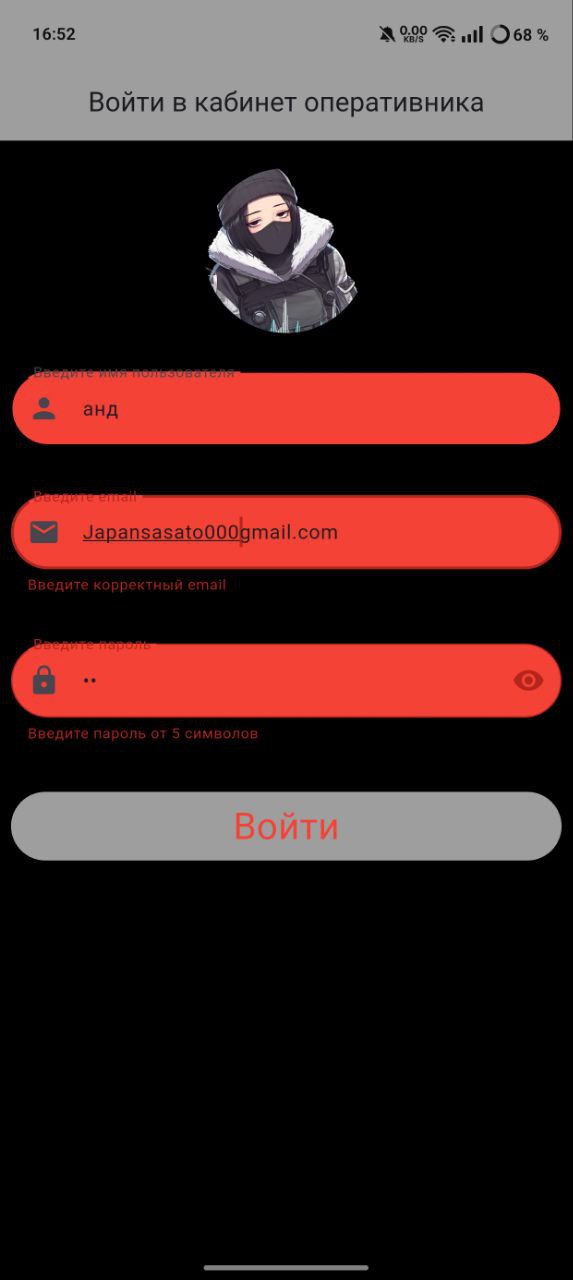 16:52
0.00
KB/S
68 %
Войти в кабинет оперативника
Введите имя пользователя
анд
Введите email
Japansasato000gmail.com
Введите корректный email
Введите пароль
••
Введите пароль от 5 символов
Войти